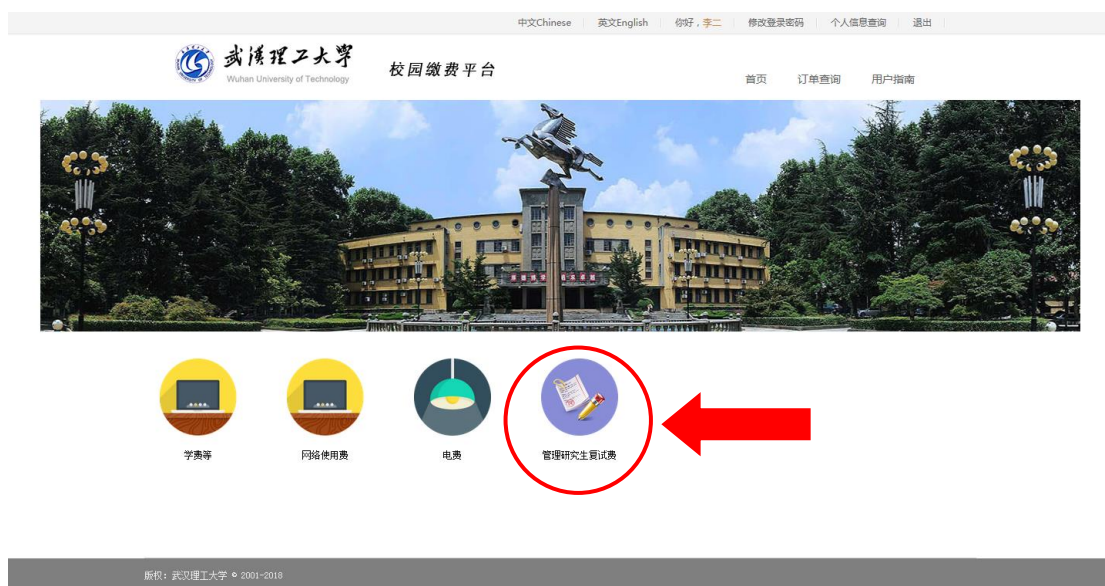 中文Chinese 英文English 你好，李二 修改登录密码 个人信息查询 退出
武汉理工大学
Wuhan University of Technology
校园缴费平台
首页 订单查询 用户指南
学费等 网络使用费 电费 管理研究生复试费
版权：武汉理工大学 © 2001-2018